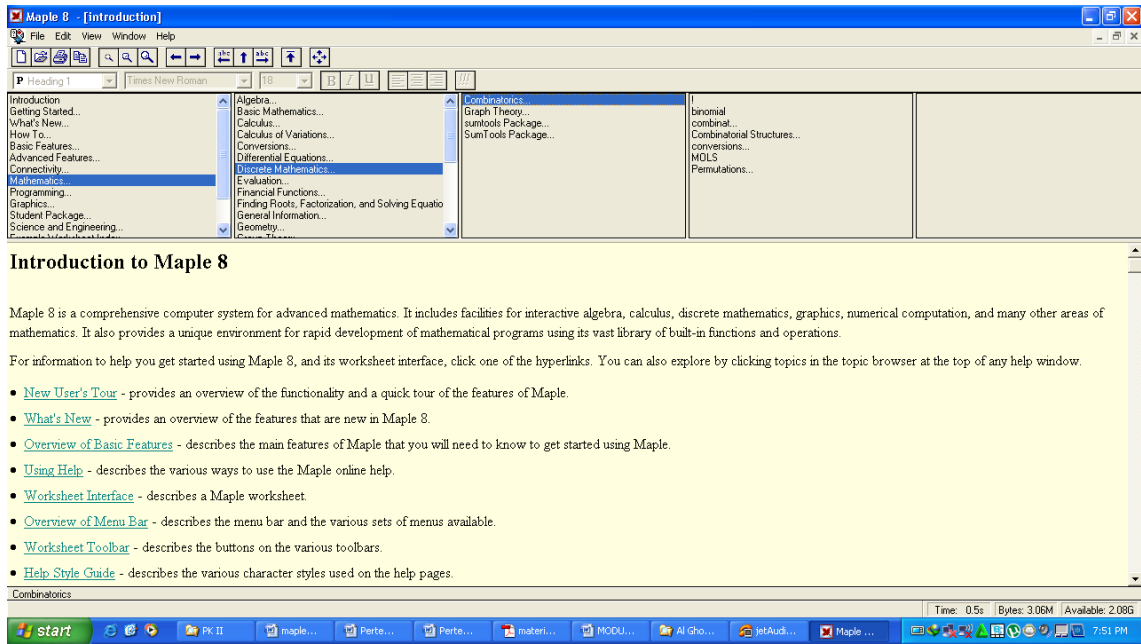 Maple 8 - [introduction]
File Edit View Window Help
P Heading 1 Times New Roman 18 B I U
Introduction
Getting Started...
What's New...
How To...
Basic Features...
Advanced Features...
Connectivity...
Mathematics...
Programming...
Graphics...
Student Package...
Science and Engineering...
Algebra...
Basic Mathematics...
Calculus...
Calculus of Variations...
Conversions...
Differential Equations...
Discrete Mathematics...
Evaluation...
Financial Functions...
Finding Roots, Factorization, and Solving Equatio
General Information...
Geometry...
Combinatorics...
Graph Theory...
sumtools Package...
SumTools Package...
!
binomial
combinat...
Combinatorial Structures...
conversions...
MOLS
Permutations...
Introduction to Maple 8
Maple 8 is a comprehensive computer system for advanced mathematics. It includes facilities for interactive algebra, calculus, discrete mathematics, graphics, numerical computation, and many other areas of
mathematics. It also provides a unique environment for rapid development of mathematical programs using its vast library of built-in functions and operations.
For information to help you get started using Maple 8, and its worksheet interface, click one of the hyperlinks. You can also explore by clicking topics in the topic browser at the top of any help window.
• New User's Tour - provides an overview of the functionality and a quick tour of the features of Maple.
• What's New - provides an overview of the features that are new in Maple 8.
• Overview of Basic Features - describes the main features of Maple that you will need to know to get started using Maple.
• Using Help - describes the various ways to use the Maple online help.
• Worksheet Interface - describes a Maple worksheet.
• Overview of Menu Bar - describes the menu bar and the various sets of menus available.
• Worksheet Toolbar - describes the buttons on the various toolbars.
• Help Style Guide - describes the various character styles used on the help pages.
Combinatorics
Time: 0.5s Bytes: 3.06M Available: 2.08G
start PK II maple... Perte... Perte... materi... MODU... Al Gho... jetAudi... Maple ... 7:51 PM